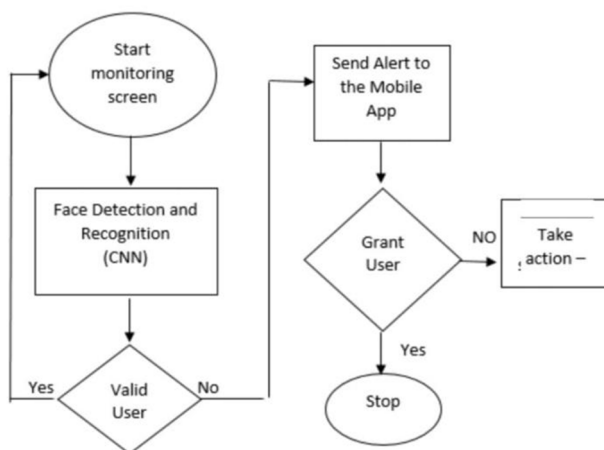 Start
monitoring
screen
Face Detection and
Recognition
(CNN)
Valid
User
Yes
No
Send Alert to
the Mobile
App
Grant
User
NO
Take
action –
Yes
Stop